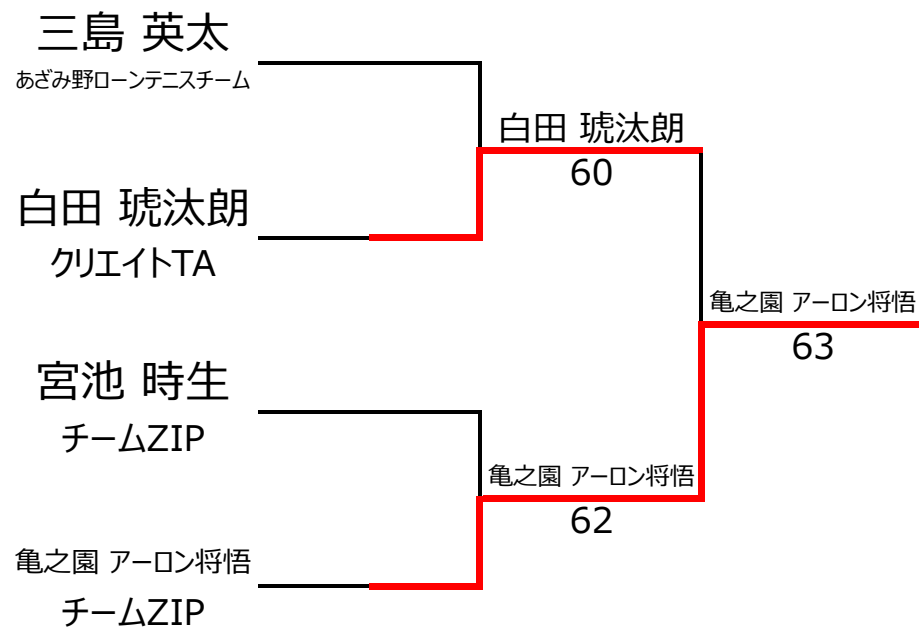 三島 英太
あざみ野ローンテニスチーム
白田 琥汰朗
60
白田 琥汰朗
クリエイトTA
亀之園 アーロン将悟
63
宮池 時生
チームZIP
亀之園 アーロン将悟
62
亀之園 アーロン将悟
チームZIP